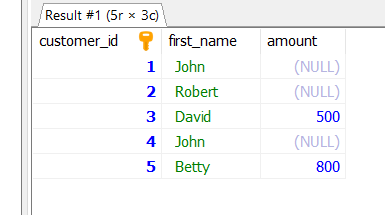 Result #1 (5r × 3c)
customer_id first_name amount
1 John (NULL)
2 Robert (NULL)
3 David 500
4 John (NULL)
5 Betty 800